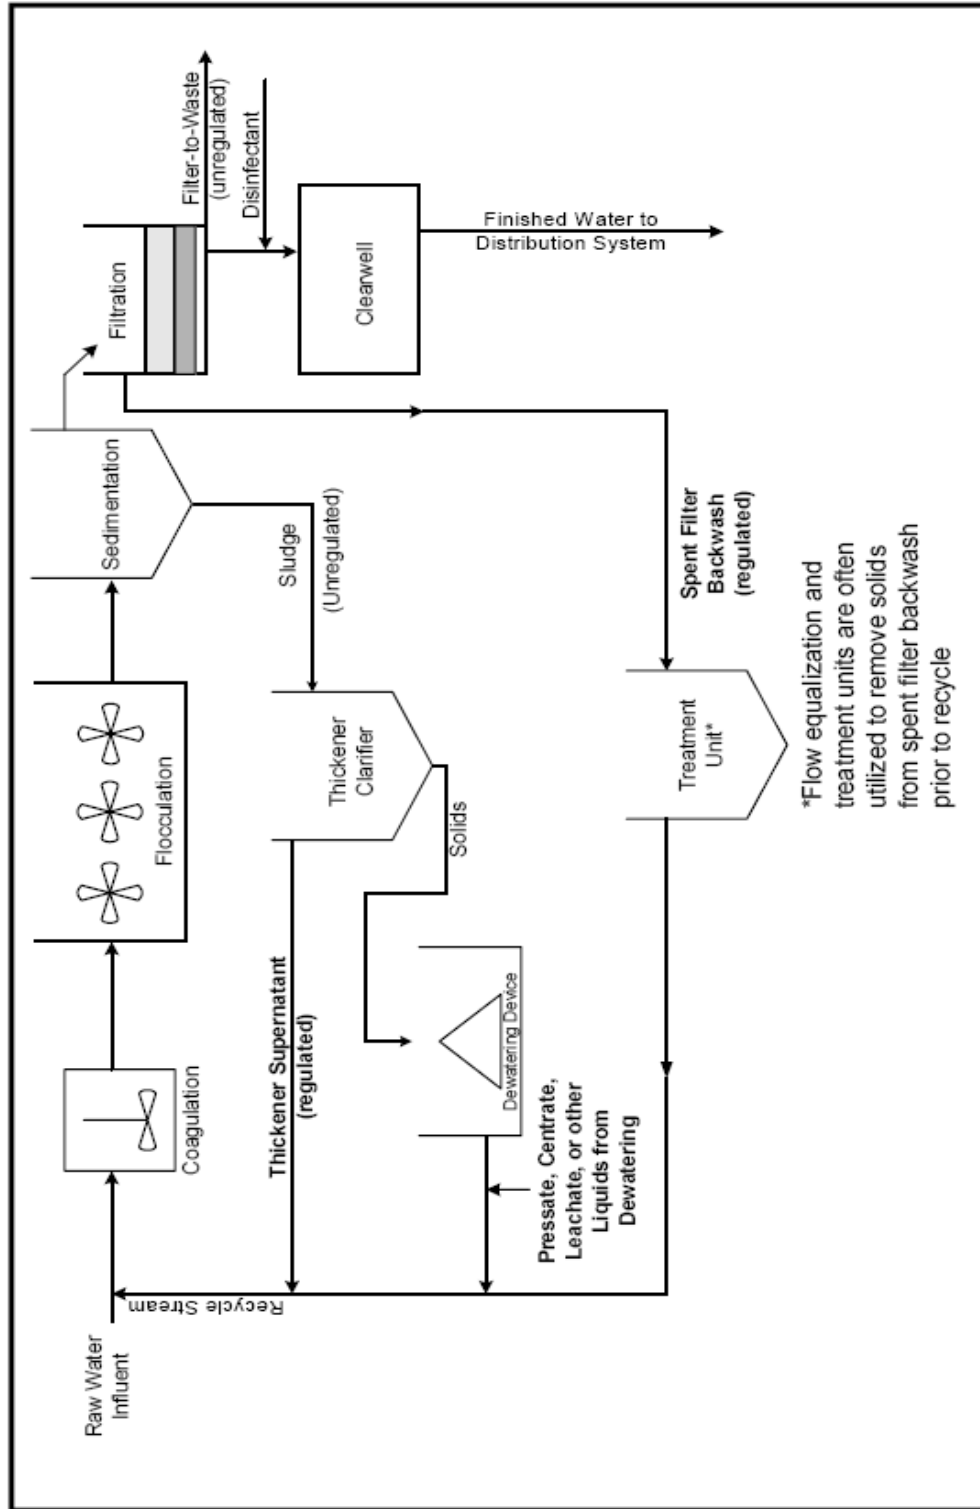 Raw Water
Influent
Recycle Stream
Coagulation
Flocculation
Sedimentation
Filtration
Filter-to-Waste
(unregulated)
Disinfectant
Clearwell
Finished Water to
Distribution System
Sludge
(Unregulated)
Thickener
Clarifier
Thickener Supernatant
(regulated)
Solids
Dewatering Device
Pressate, Centrate,
Leachate, or other
Liquids from
Dewatering
Spent Filter
Backwash
(regulated)
Treatment
Unit*
*Flow equalization and
treatment units are often
utilized to remove solids
from spent filter backwash
prior to recycle